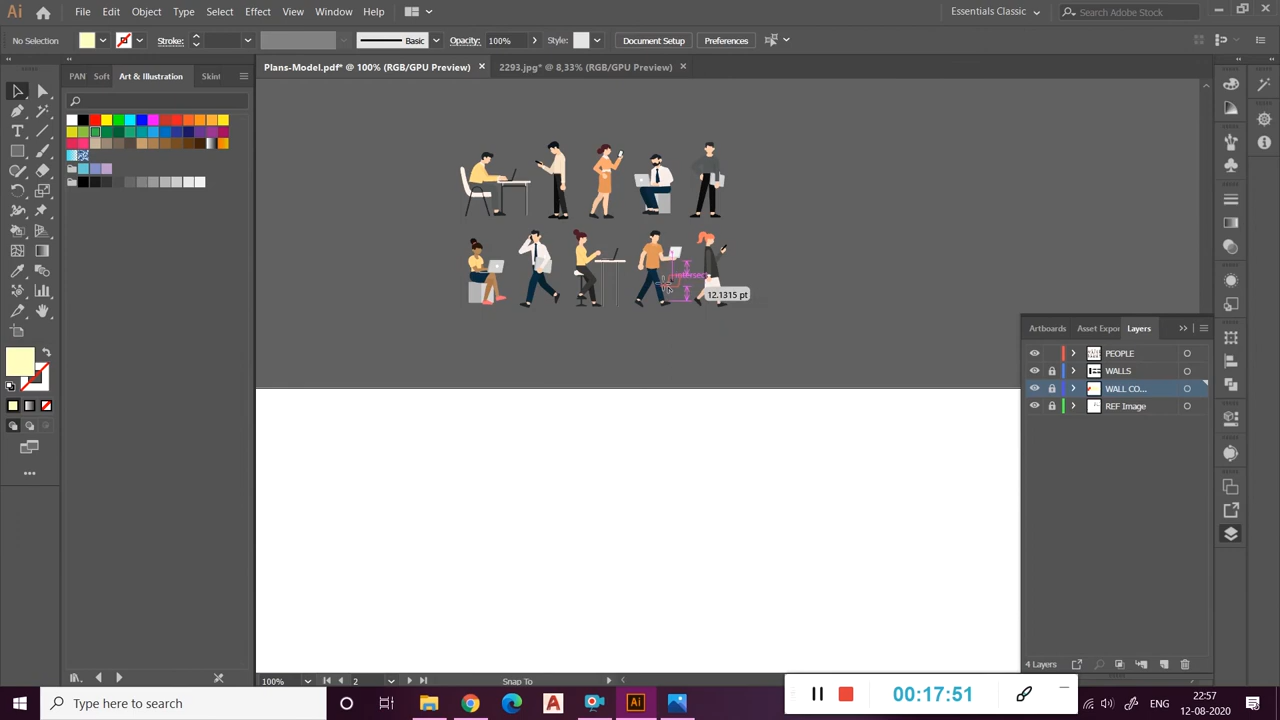 Ai File Edit Object Type Select Effect View Window Help Essentials Classic Search Adobe Stock
No Selection Stroke: Basic Opacity: 100% Style: Document Setup Preferences
PAN Soft Art & Illustration Skint
Plans-Model.pdf* @ 100% (RGB/GPU Preview) × 2293.jpg* @ 8,33% (RGB/GPU Preview) ×
intersect
12.1315 pt
Artboards Asset Expor Layers
PEOPLE
WALLS
WALL CO...
REF Image
4 Layers
100% 2 Snap To
Type here to search
00:17:51
ENG
22:57
12-08-2020